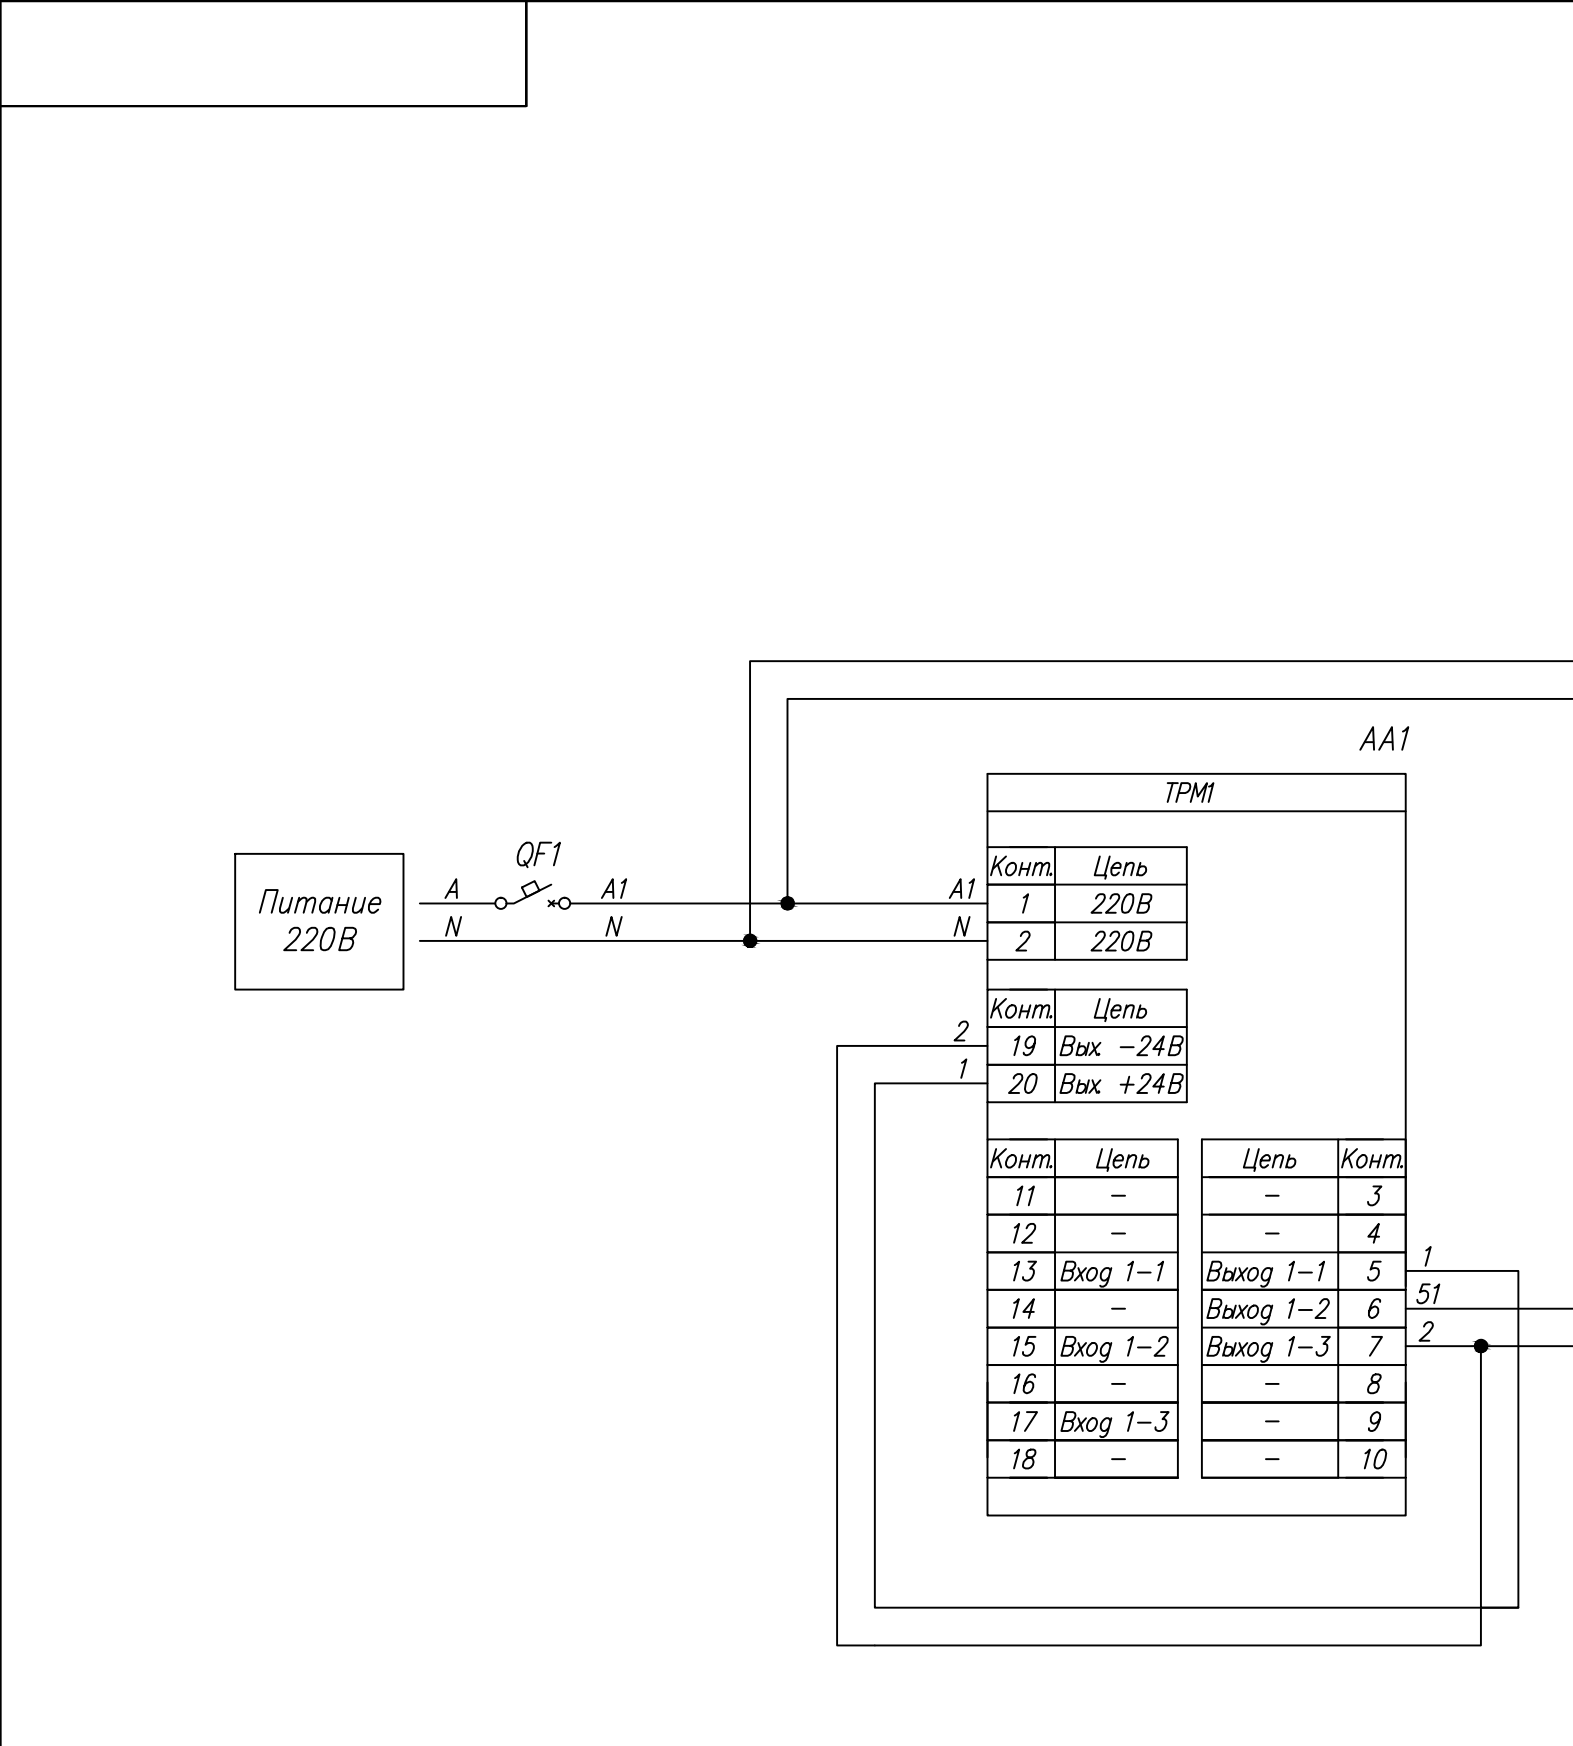 AA1
ТРМ1
QF1
Питание
220В
A
A1
A1
N
N
N
Конт. Цепь
1 220В
2 220В
Конт. Цепь
2
19 Вых. -24В
1
20 Вых. +24В
Конт. Цепь Цепь Конт.
11 - - 3
12 - - 4
13 Вход 1-1 Выход 1-1 5 1
14 - Выход 1-2 6 51
15 Вход 1-2 Выход 1-3 7 2
16 - - 8
17 Вход 1-3 - 9
18 - - 10